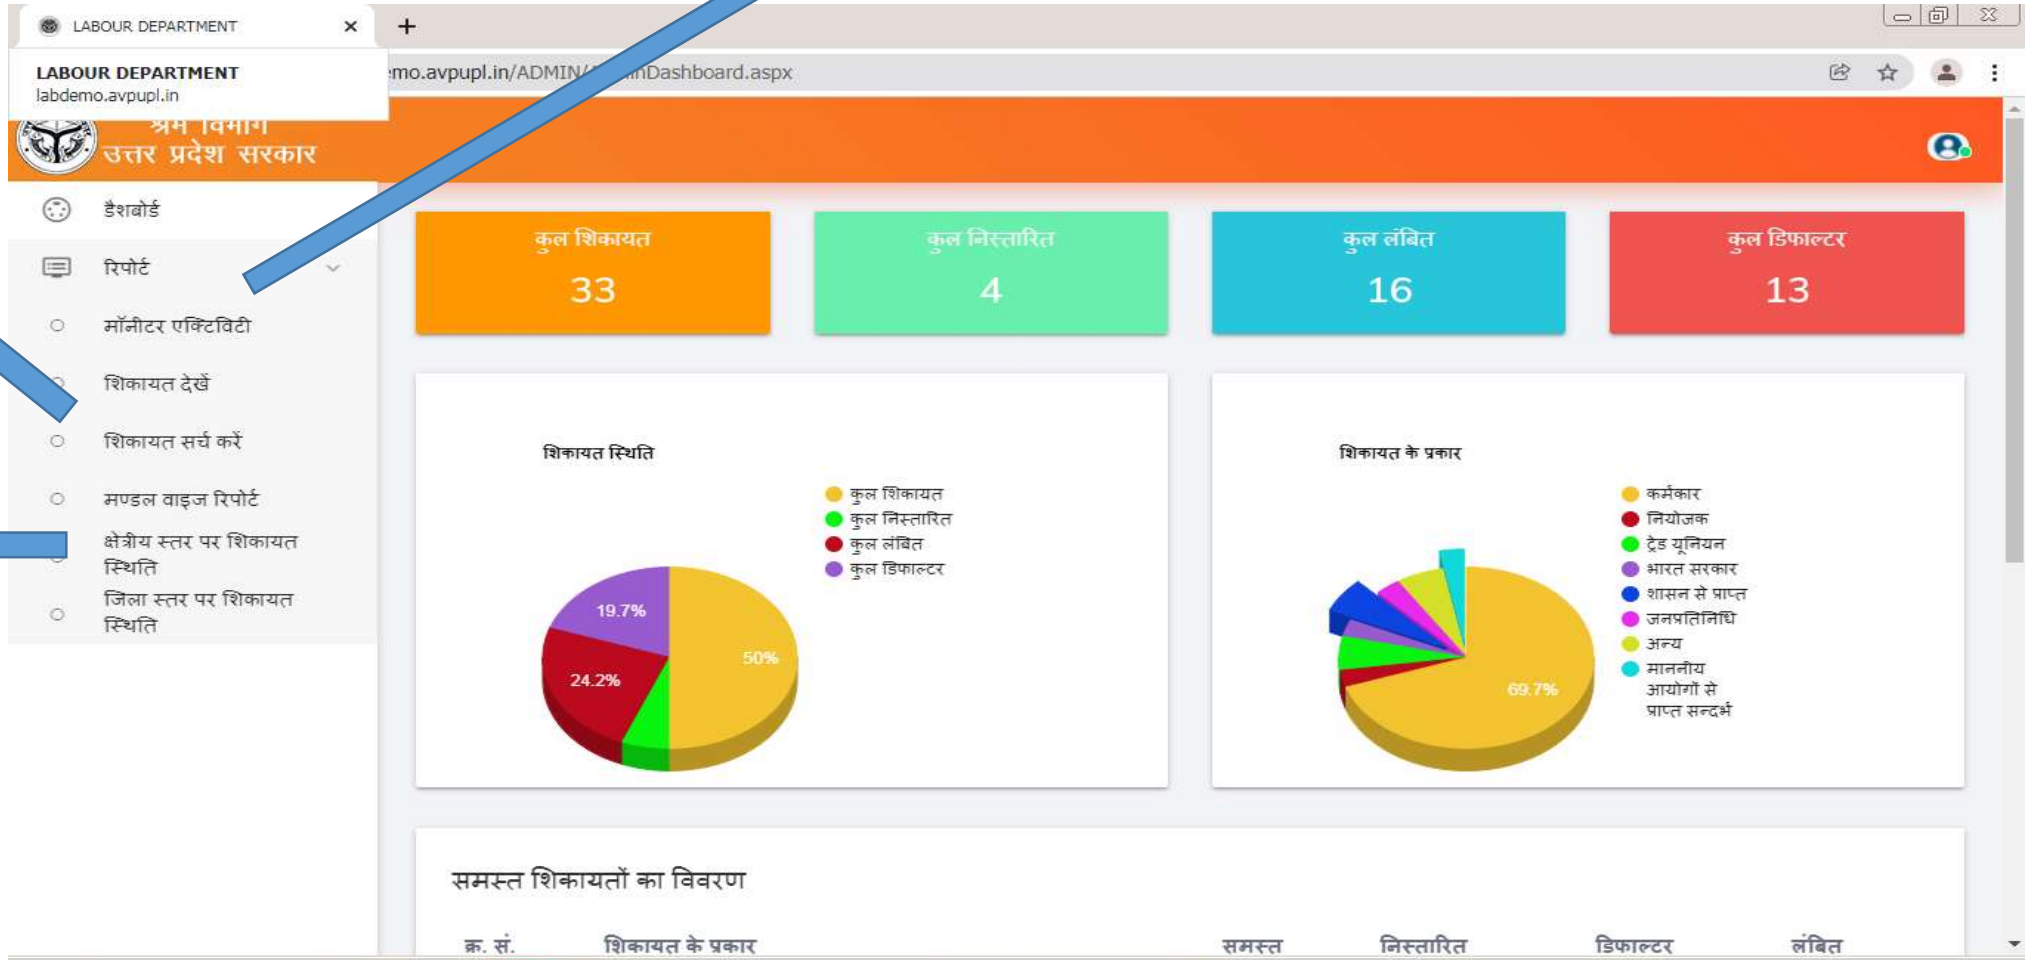 LABOUR DEPARTMENT
LABOUR DEPARTMENT
labdemo.avpupl.in
mo.avpupl.in/ADMIN/ nDashboard.aspx
श्रम विभाग
उत्तर प्रदेश सरकार
डैशबोर्ड
रिपोर्ट
मॉनीटर एक्टिविटी
शिकायत देखें
शिकायत सर्च करें
मण्डल वाइज रिपोर्ट
क्षेत्रीय स्तर पर शिकायत
स्थिति
जिला स्तर पर शिकायत
स्थिति
कुल शिकायत
33
कुल निस्तारित
4
कुल लंबित
16
कुल डिफाल्टर
13
शिकायत स्थिति
कुल शिकायत
कुल निस्तारित
कुल लंबित
कुल डिफाल्टर
19.7%
50%
24.2%
शिकायत के प्रकार
कर्मकार
नियोजक
ट्रेड यूनियन
भारत सरकार
शासन से प्राप्त
जनप्रतिनिधि
अन्य
माननीय
आयोगों से
प्राप्त सन्दर्भ
69.7%
समस्त शिकायतों का विवरण
क्र. सं. शिकायत के प्रकार समस्त निस्तारित डिफाल्टर लंबित